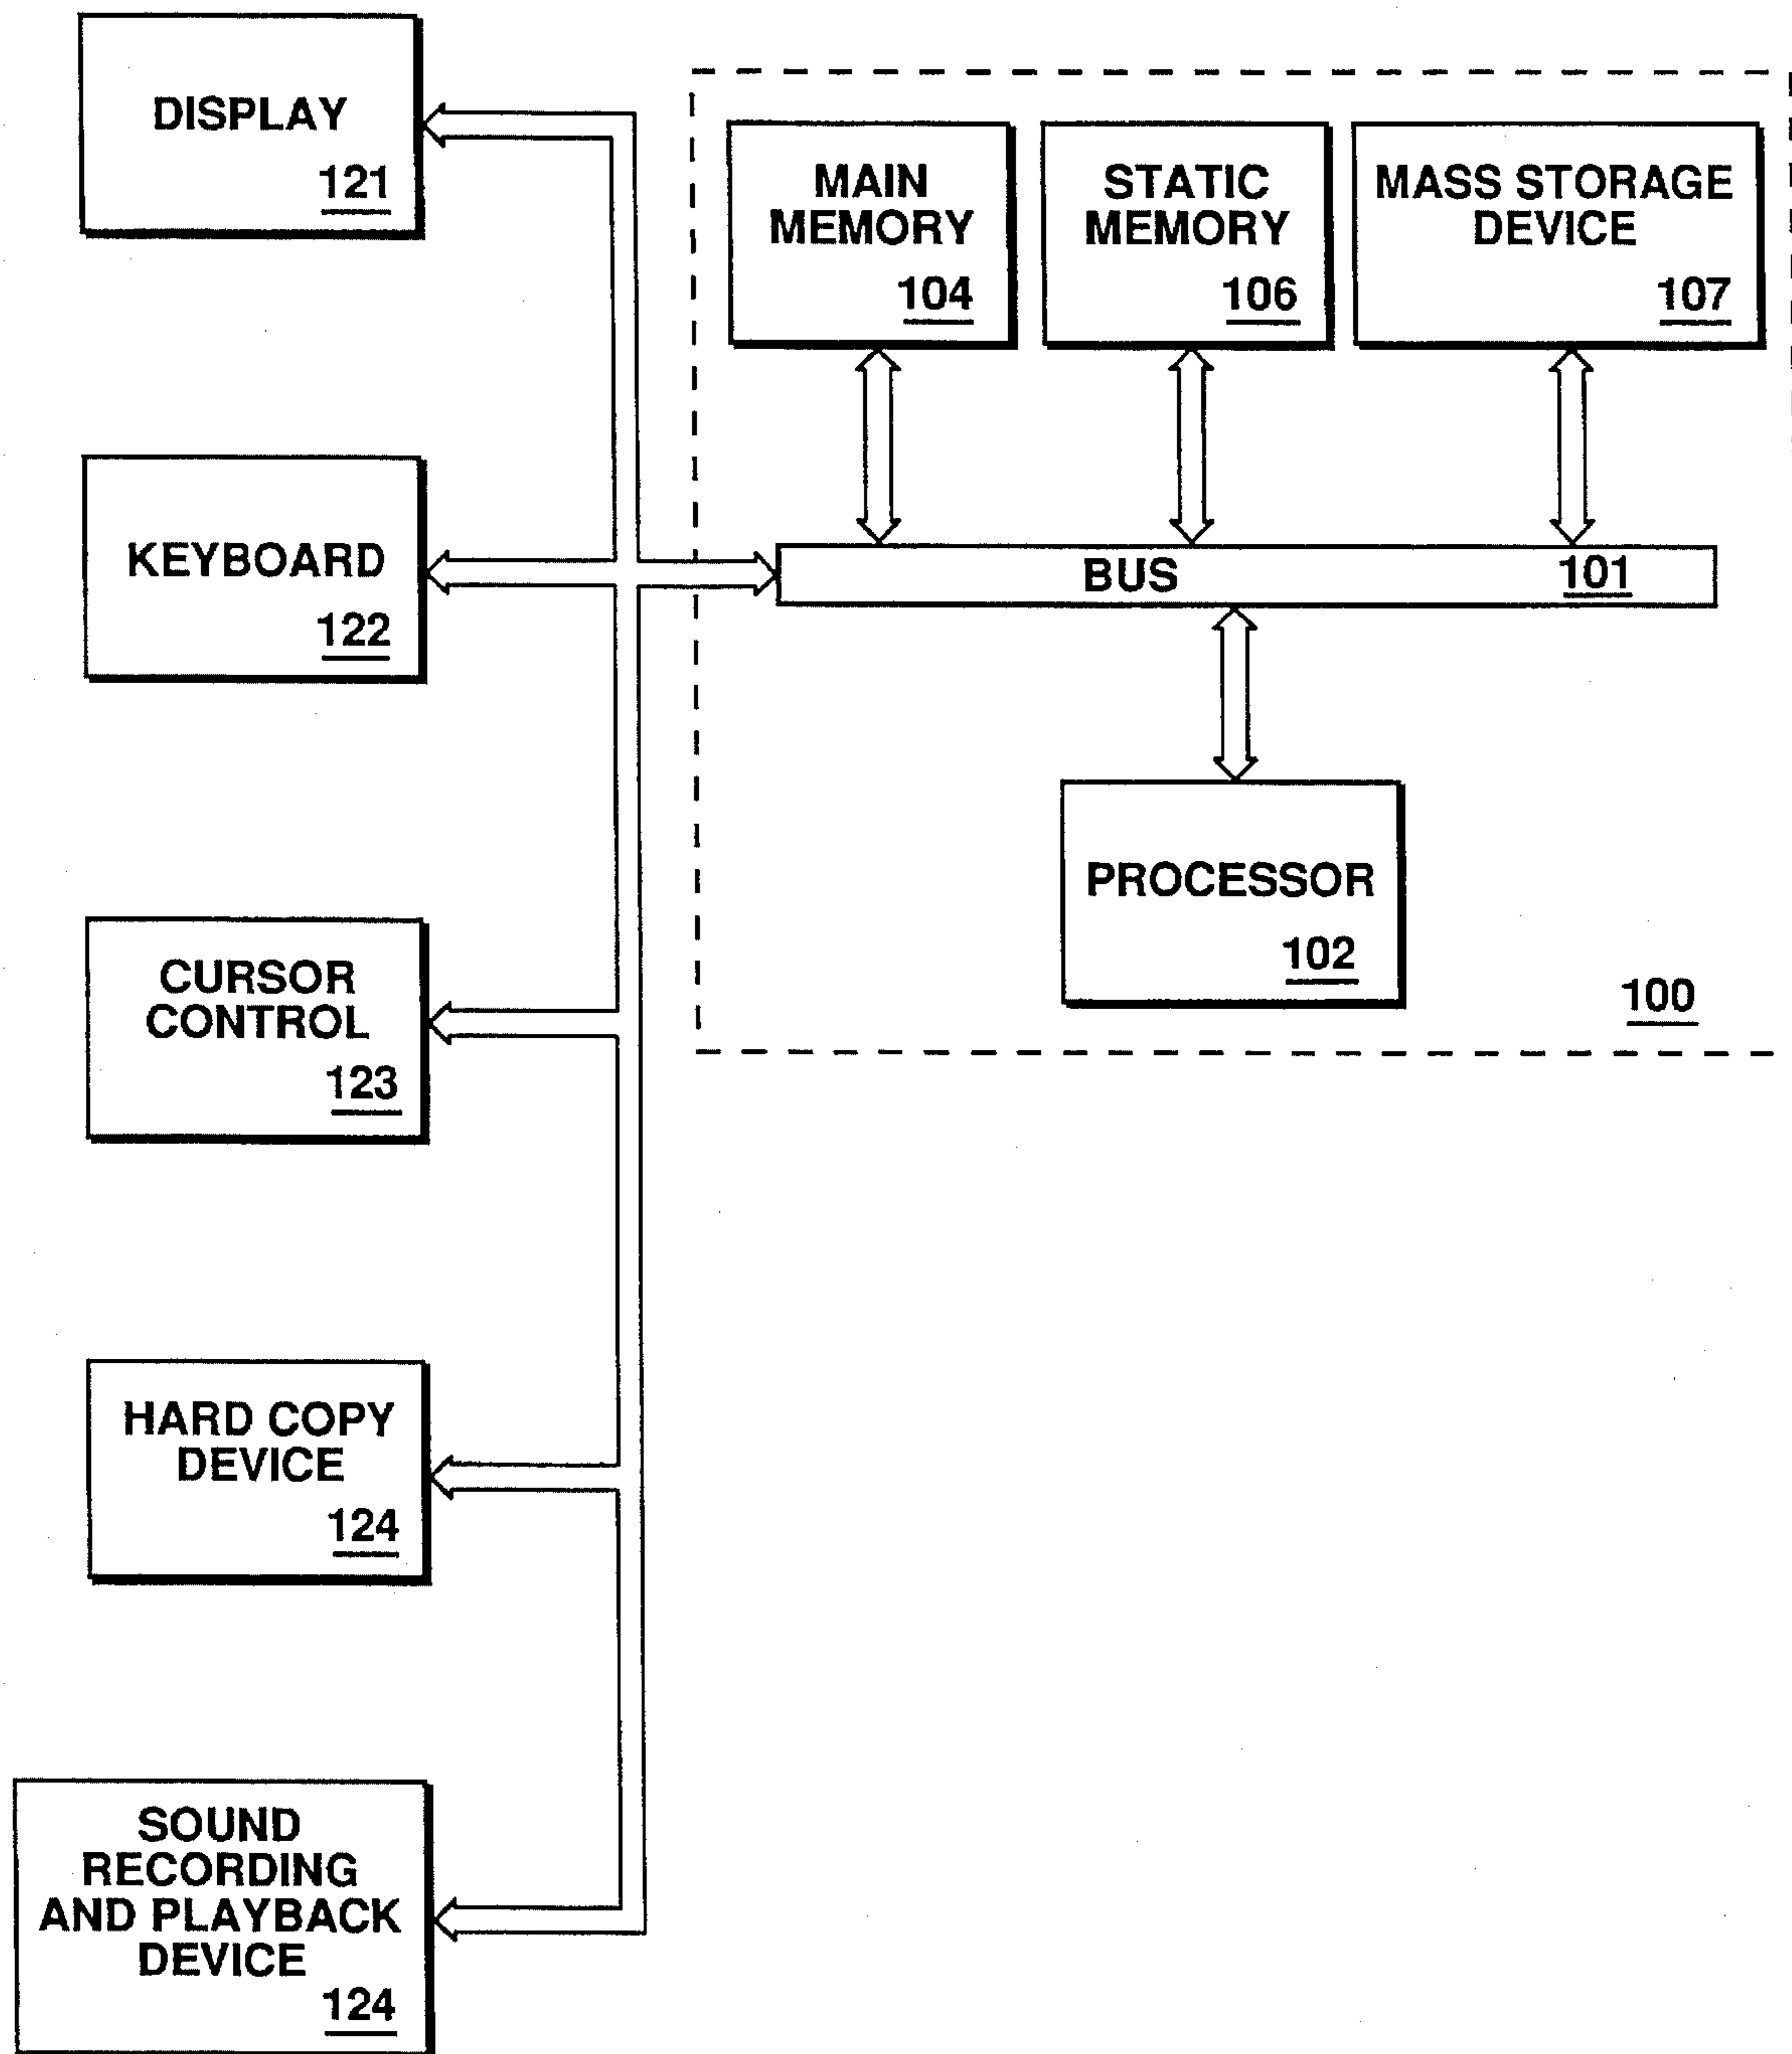 DISPLAY
121
MAIN
MEMORY
104
STATIC
MEMORY
106
MASS STORAGE
DEVICE
107
KEYBOARD
122
BUS
101
PROCESSOR
102
100
CURSOR
CONTROL
123
HARD COPY
DEVICE
124
SOUND
RECORDING
AND PLAYBACK
DEVICE
124